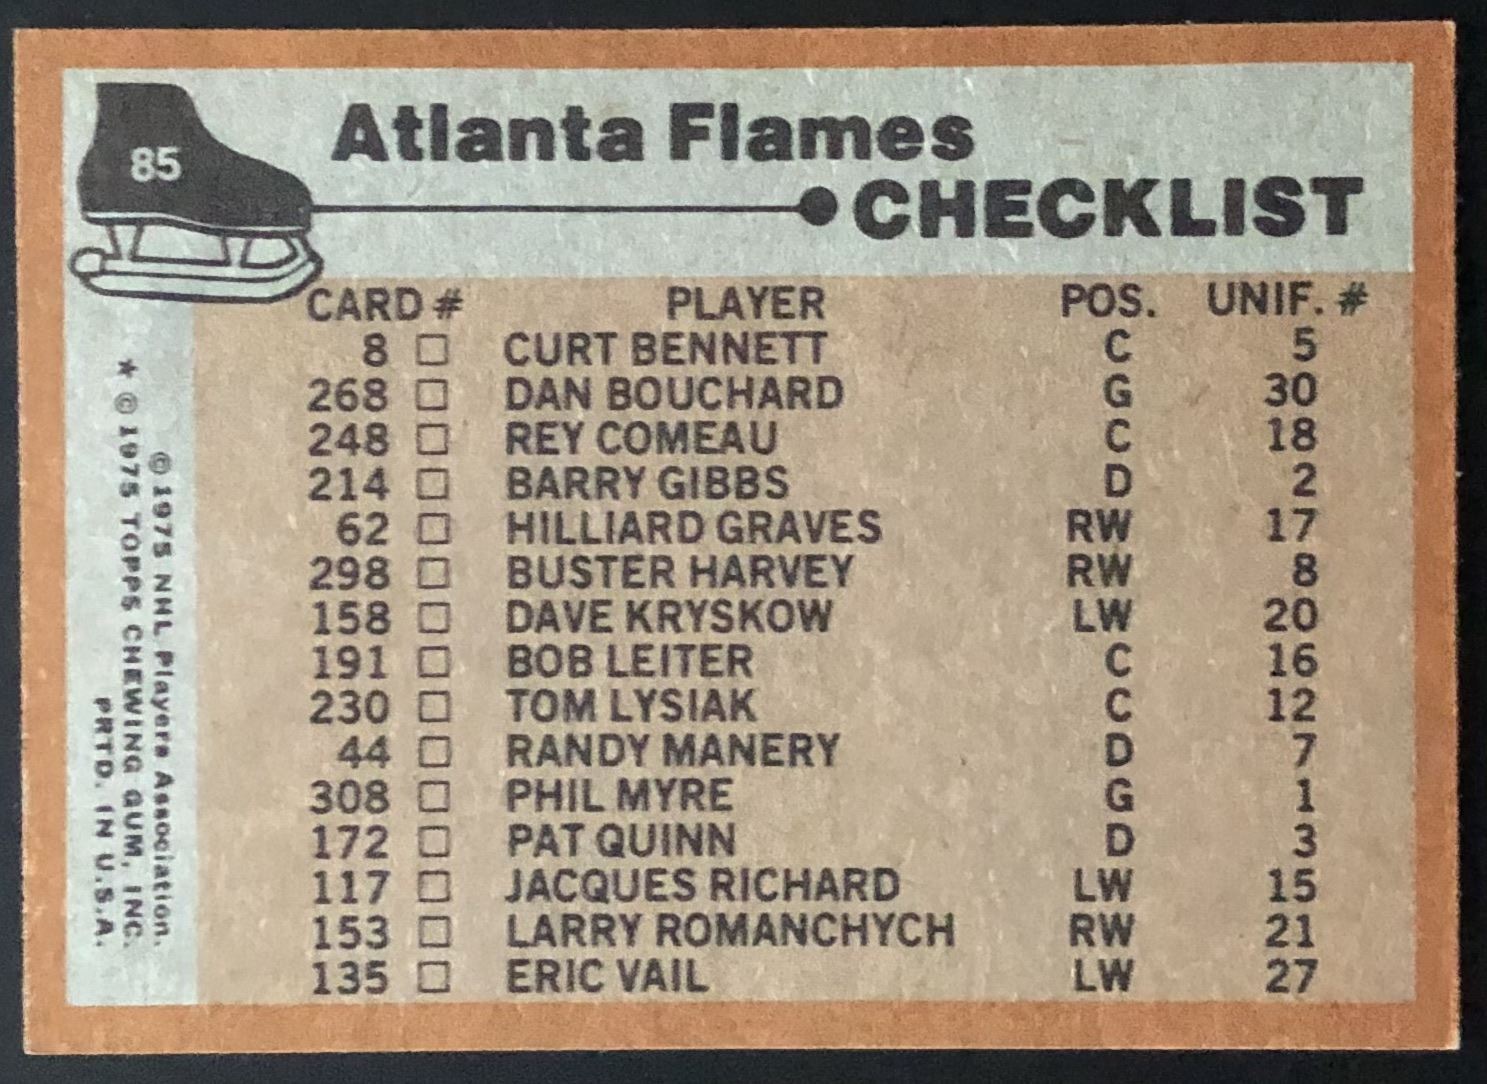 85
Atlanta Flames
CHECKLIST
CARD # PLAYER POS. UNIF. #
8 □ CURT BENNETT C 5
268 □ DAN BOUCHARD G 30
248 □ REY COMEAU C 18
214 □ BARRY GIBBS D 2
62 □ HILLIARD GRAVES RW 17
298 □ BUSTER HARVEY RW 8
158 □ DAVE KRYSKOW LW 20
191 □ BOB LEITER C 16
230 □ TOM LYSIAK C 12
44 □ RANDY MANERY D 7
308 □ PHIL MYRE G 1
172 □ PAT QUINN D 3
117 □ JACQUES RICHARD LW 15
153 □ LARRY ROMANCHYCH RW 21
135 □ ERIC VAIL LW 27
© 1975 NHL Players Association.
* © 1975 TOPPS CHEWING GUM, INC.
PRTD. IN U.S.A.